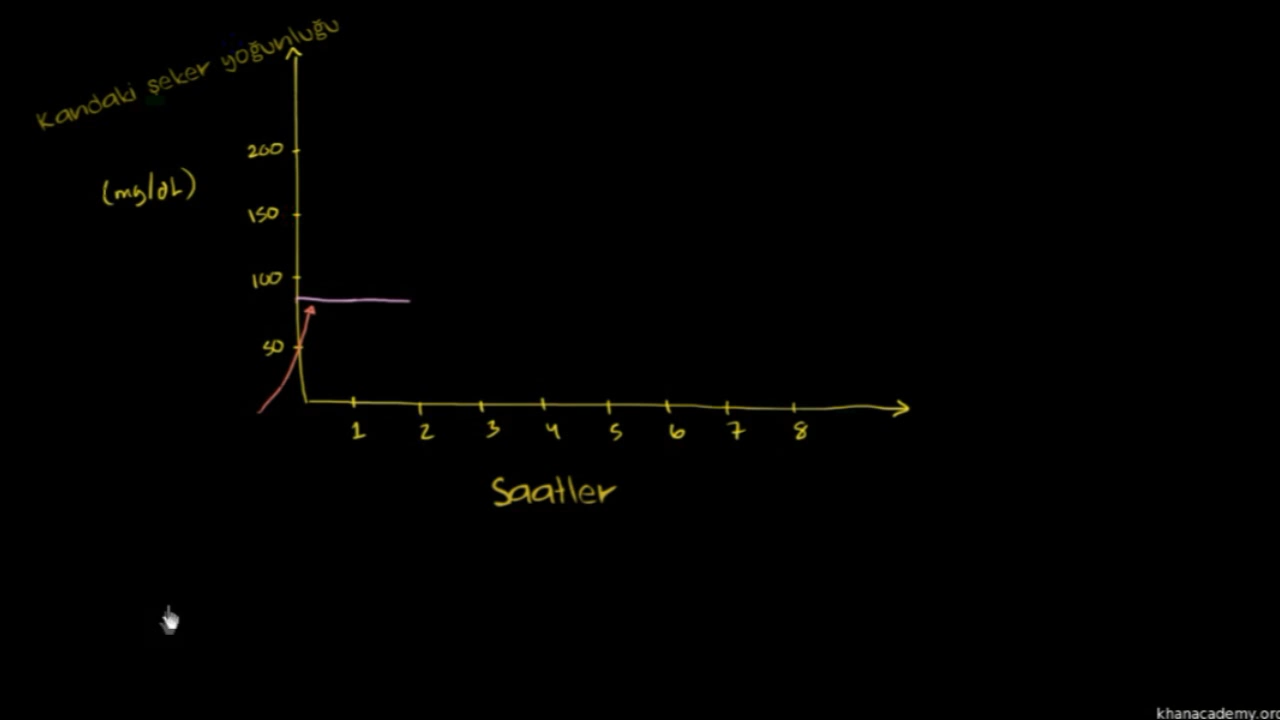 Kandaki şeker yoğunluğu
(mg/dL)
200
150
100
50
1 2 3 4 5 6 7 8
Saatler
khanacademy.org